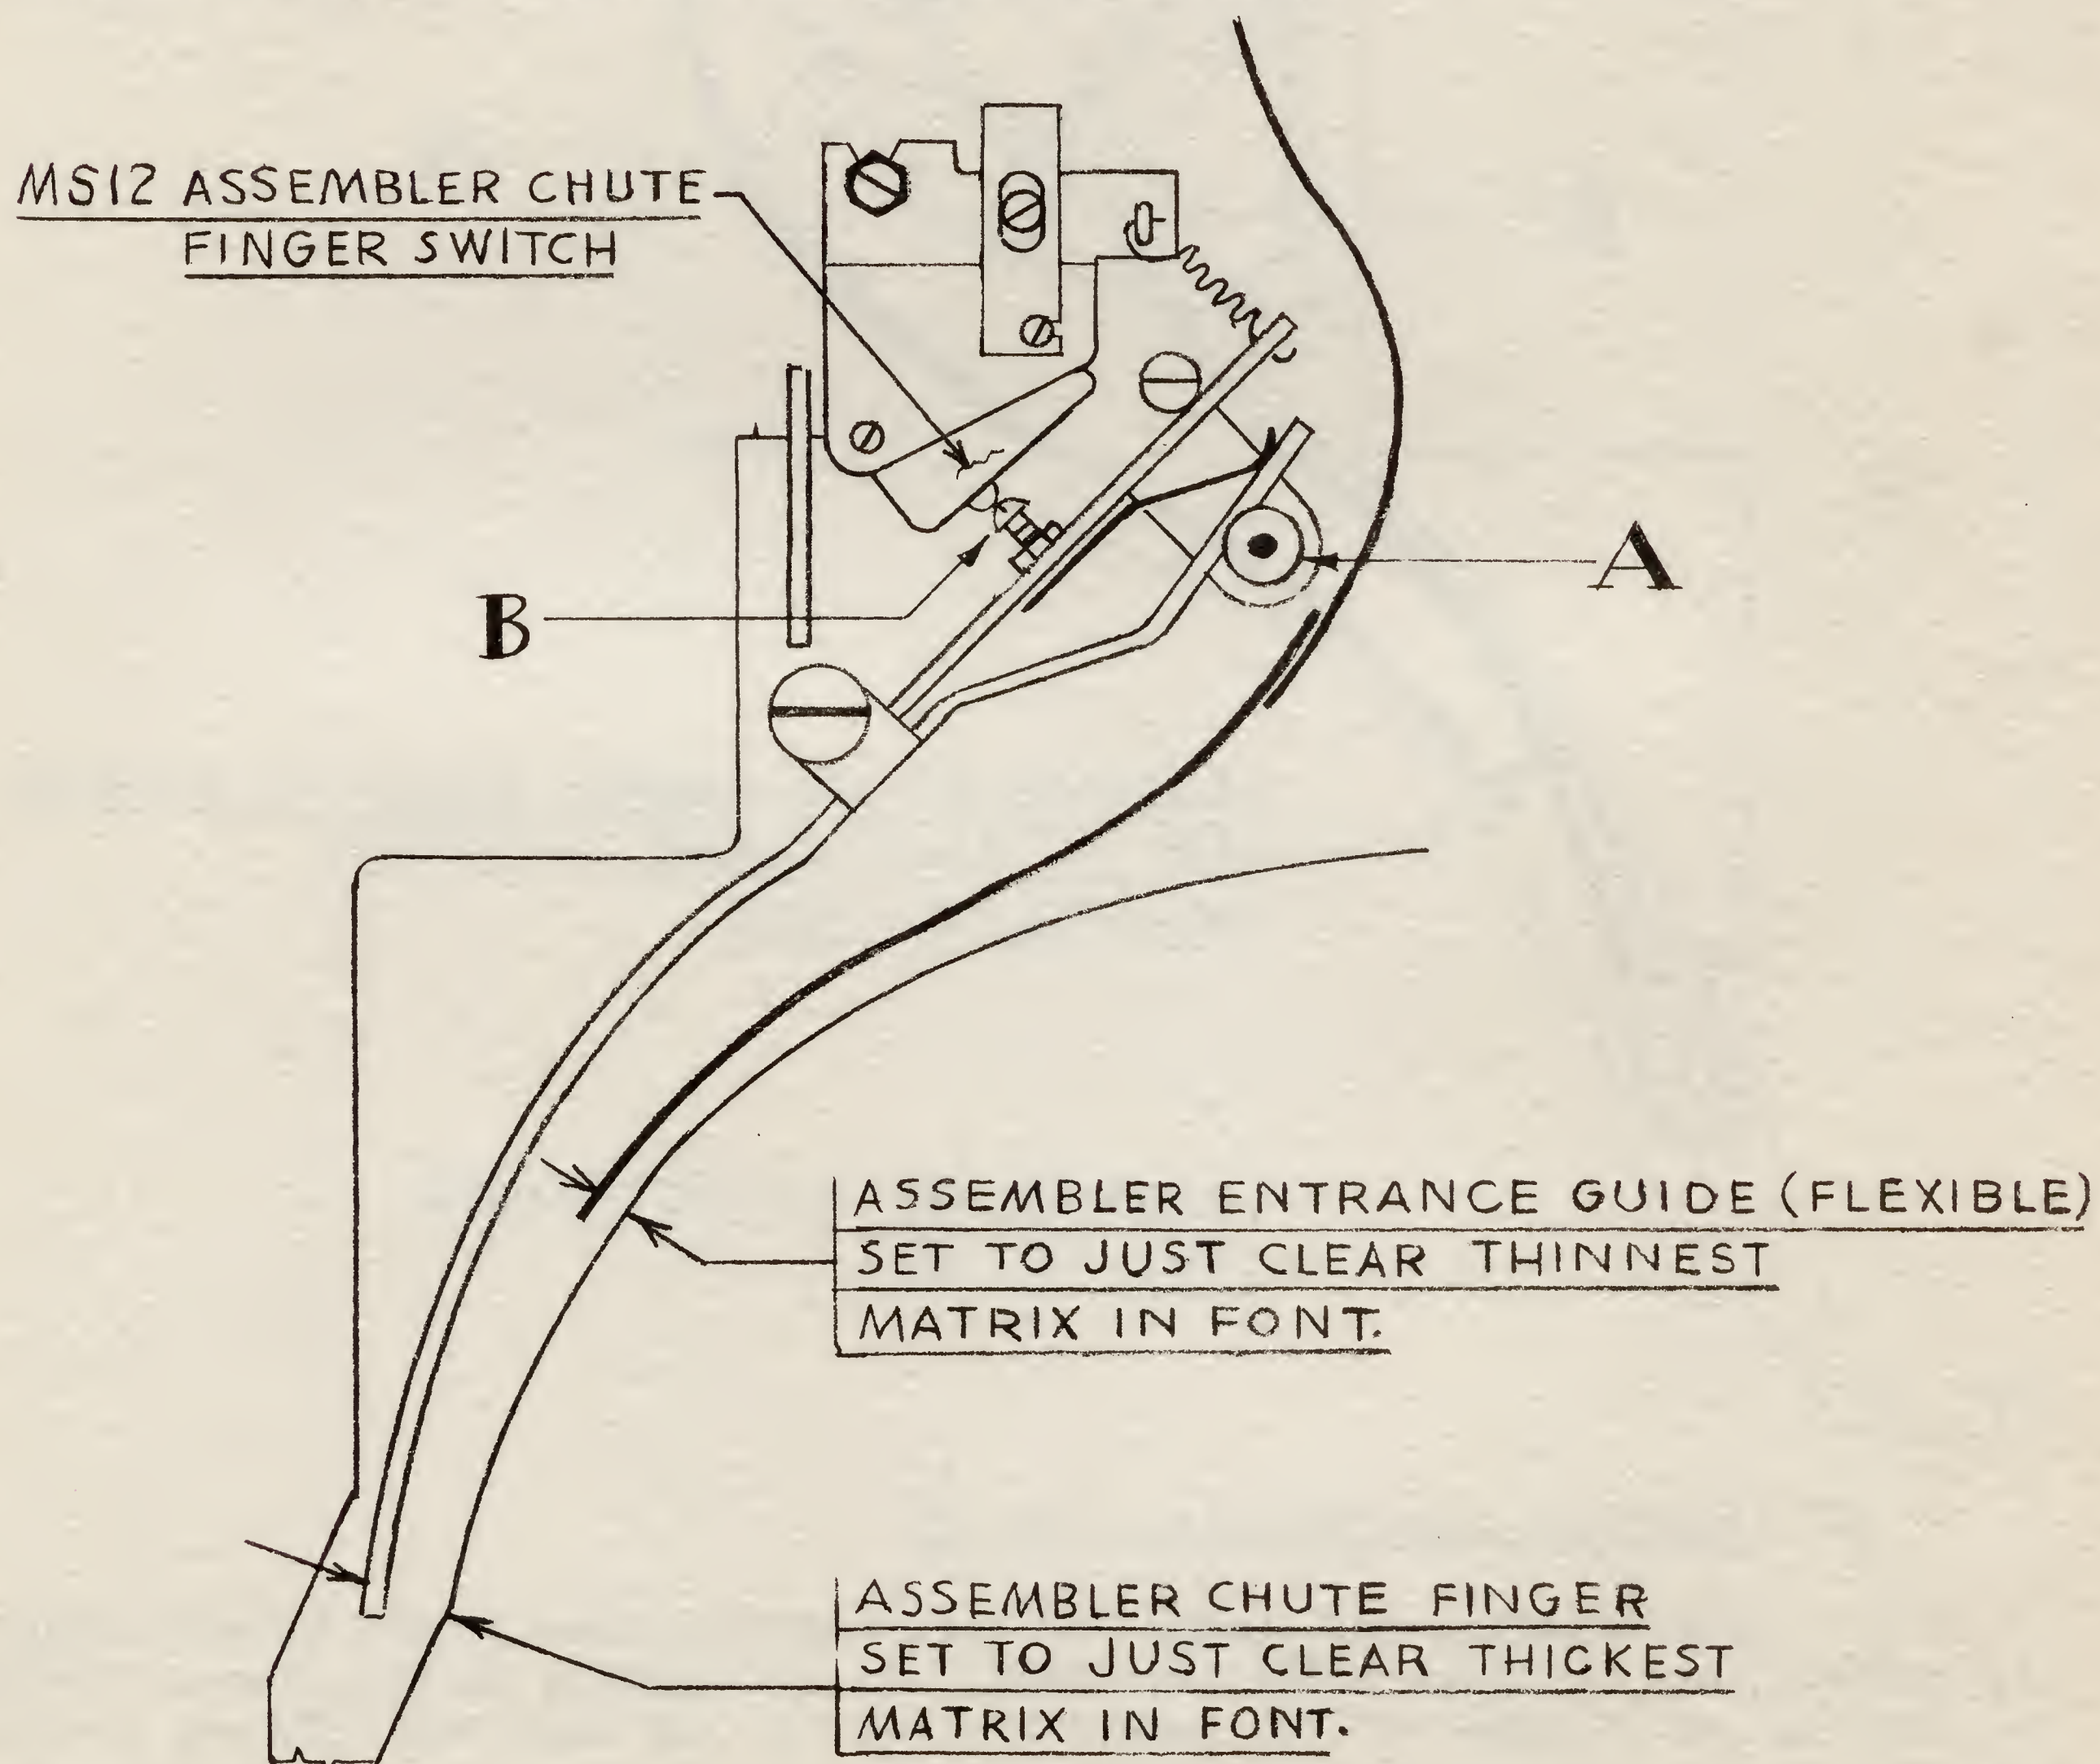 MS12 ASSEMBLER CHUTE
FINGER SWITCH
A
B
ASSEMBLER ENTRANCE GUIDE (FLEXIBLE)
SET TO JUST CLEAR THINNEST
MATRIX IN FONT.
ASSEMBLER CHUTE FINGER
SET TO JUST CLEAR THICKEST
MATRIX IN FONT.